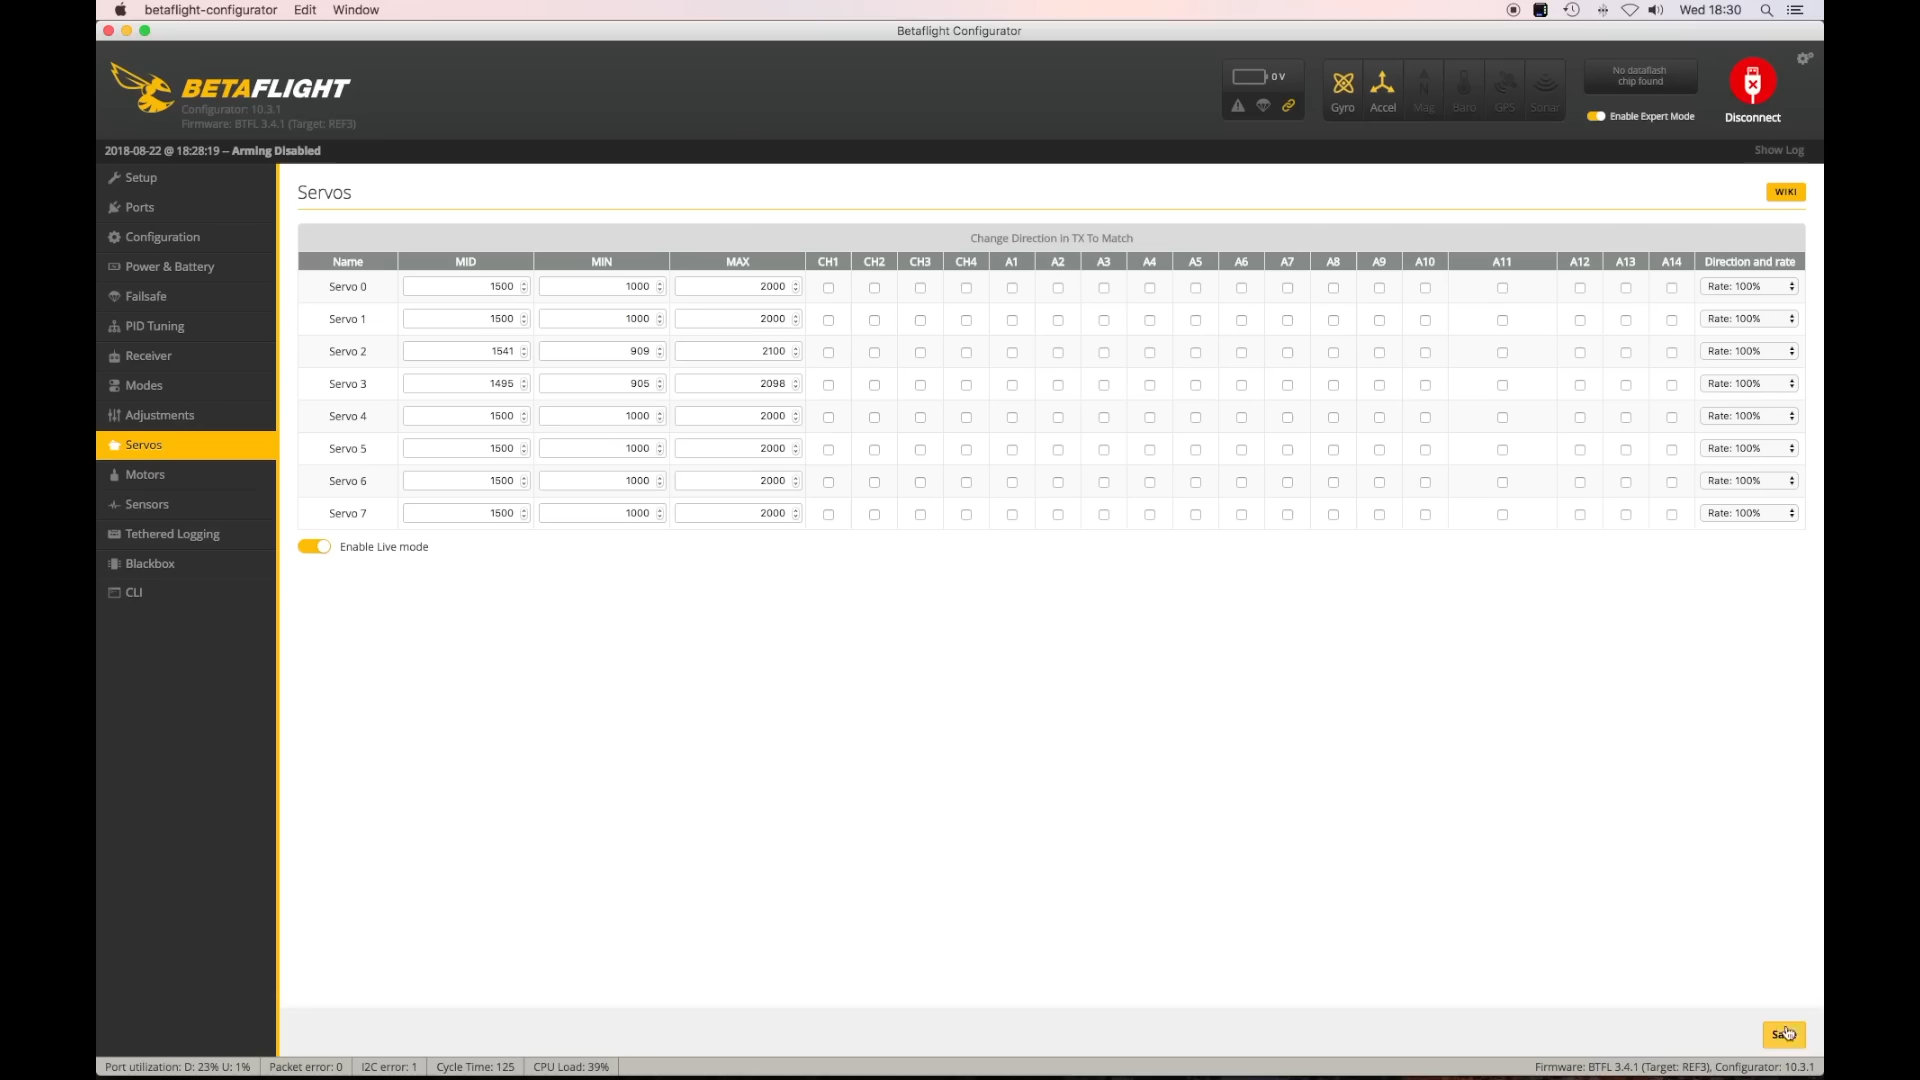 betaflight-configurator Edit Window Wed 18:30
Betaflight Configurator
BETAFLIGHT
Configurator: 10.3.1
Firmware: BTFL 3.4.1 (Target: REF3)
0 V
Gyro Accel Mag Baro GPS Sonar
No dataflash
chip found
Enable Expert Mode
Disconnect
2018-08-22 @ 18:28:19 -- Arming Disabled
Show Log
Setup
Ports
Configuration
Power & Battery
Failsafe
PID Tuning
Receiver
Modes
Adjustments
Servos
Motors
Sensors
Tethered Logging
Blackbox
CLI
Servos
WIKI
Change Direction in TX To Match
Name MID MIN MAX CH1 CH2 CH3 CH4 A1 A2 A3 A4 A5 A6 A7 A8 A9 A10 A11 A12 A13 A14 Direction and rate
Servo 0 1500 1000 2000 Rate: 100%
Servo 1 1500 1000 2000 Rate: 100%
Servo 2 1541 909 2100 Rate: 100%
Servo 3 1495 905 2098 Rate: 100%
Servo 4 1500 1000 2000 Rate: 100%
Servo 5 1500 1000 2000 Rate: 100%
Servo 6 1500 1000 2000 Rate: 100%
Servo 7 1500 1000 2000 Rate: 100%
Enable Live mode
Port utilization: D: 23% U: 1% Packet error: 0 I2C error: 1 Cycle Time: 125 CPU Load: 39% Firmware: BTFL 3.4.1 (Target: REF3), Configurator: 10.3.1